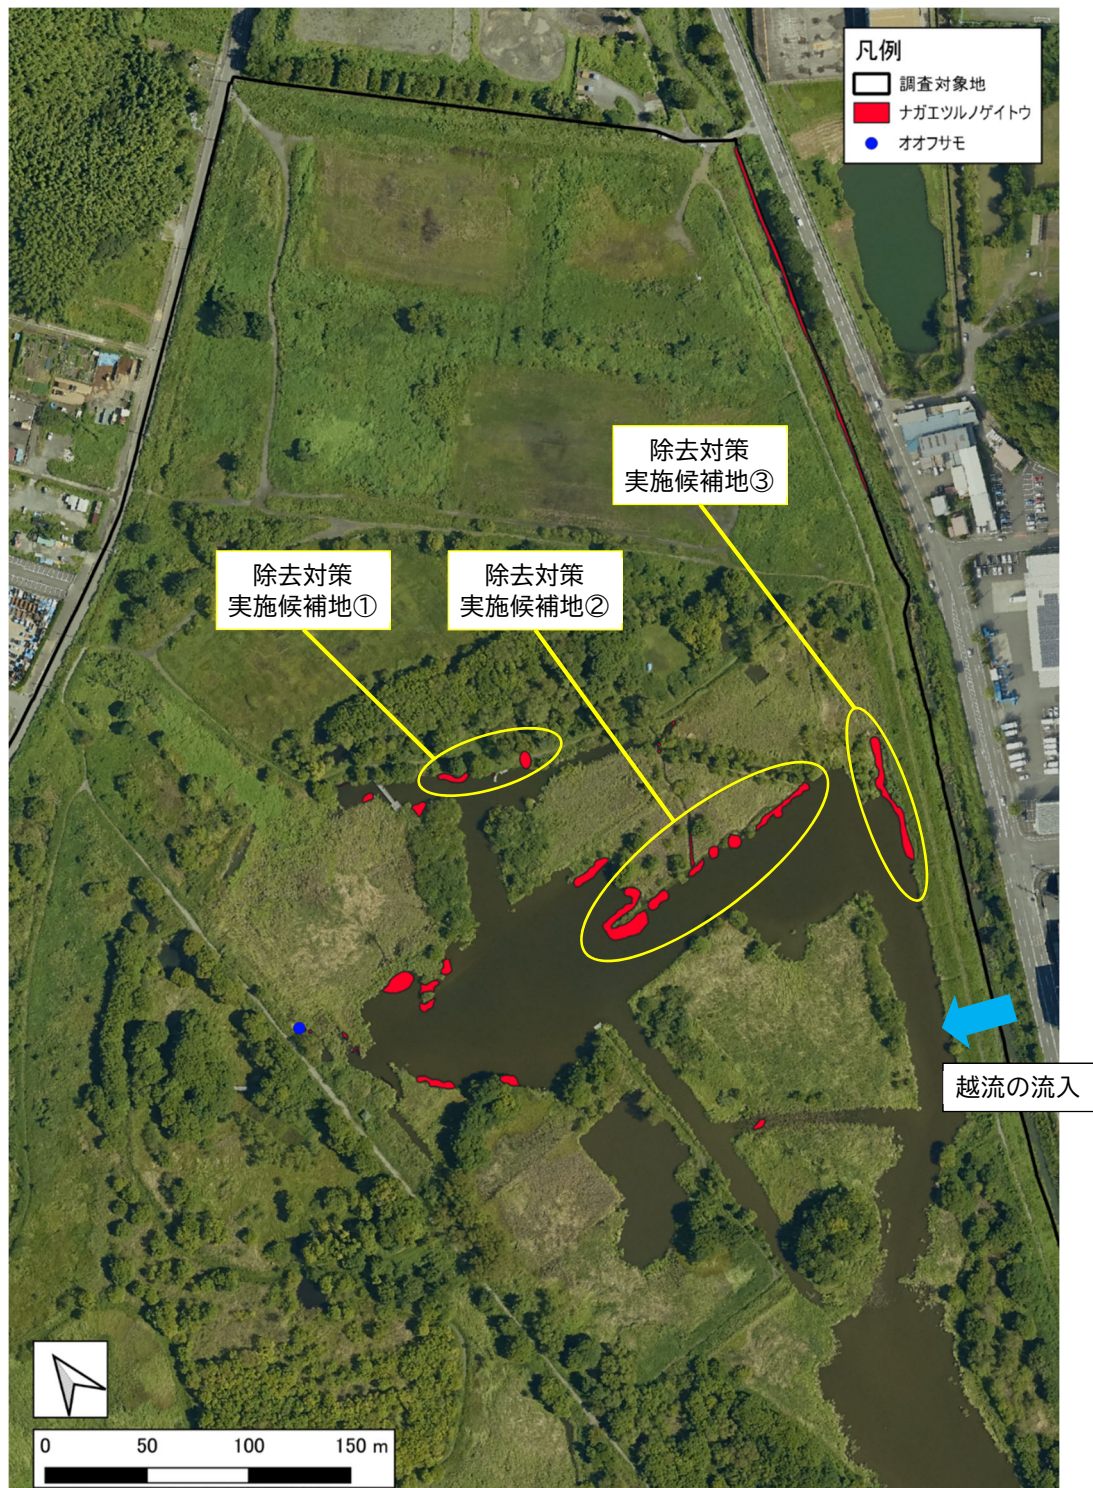 凡例
調査対象地
ナガエツルノゲイトウ
オオフサモ
除去対策
実施候補地③
除去対策
実施候補地①
除去対策
実施候補地②
越流の流入
0 50 100 150 m